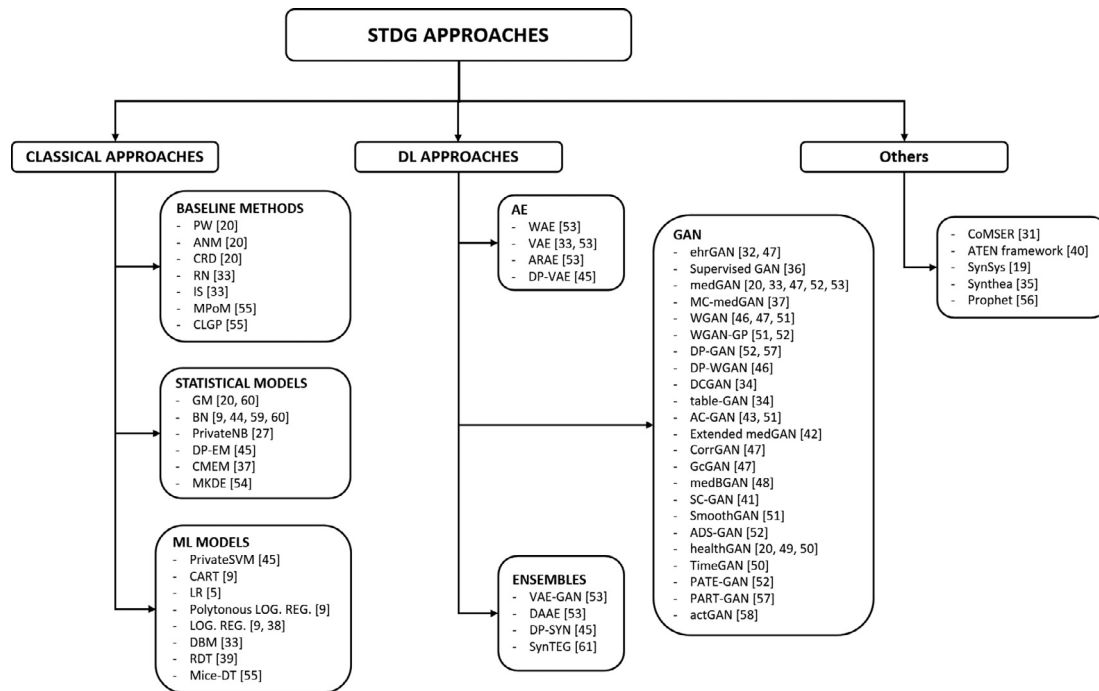 STDG APPROACHES
CLASSICAL APPROACHES
BASELINE METHODS
- PW [20]
- ANM [20]
- CRD [20]
- RN [33]
- IS [33]
- MPoM [55]
- CLGP [55]
STATISTICAL MODELS
- GM [20, 60]
- BN [9, 44, 59, 60]
- PrivateNB [27]
- DP-EM [45]
- CMEM [37]
- MKDE [54]
ML MODELS
- PrivateSVM [45]
- CART [9]
- LR [5]
- Polytonous LOG. REG. [9]
- LOG. REG. [9, 38]
- DBM [33]
- RDT [39]
- Mice-DT [55]
DL APPROACHES
AE
- WAE [53]
- VAE [33, 53]
- ARAE [53]
- DP-VAE [45]
ENSEMBLES
- VAE-GAN [53]
- DAAE [53]
- DP-SYN [45]
- SynTEG [61]
GAN
- ehrGAN [32, 47]
- Supervised GAN [36]
- medGAN [20, 33, 47, 52, 53]
- MC-medGAN [37]
- WGAN [46, 47, 51]
- WGAN-GP [51, 52]
- DP-GAN [52, 57]
- DP-WGAN [46]
- DCGAN [34]
- table-GAN [34]
- AC-GAN [43, 51]
- Extended medGAN [42]
- CorrGAN [47]
- GcGAN [47]
- medBGAN [48]
- SC-GAN [41]
- SmoothGAN [51]
- ADS-GAN [52]
- healthGAN [20, 49, 50]
- TimeGAN [50]
- PATE-GAN [52]
- PART-GAN [57]
- actGAN [58]
Others
- CoMSER [31]
- ATEN framework [40]
- SynSys [19]
- Synthea [35]
- Prophet [56]